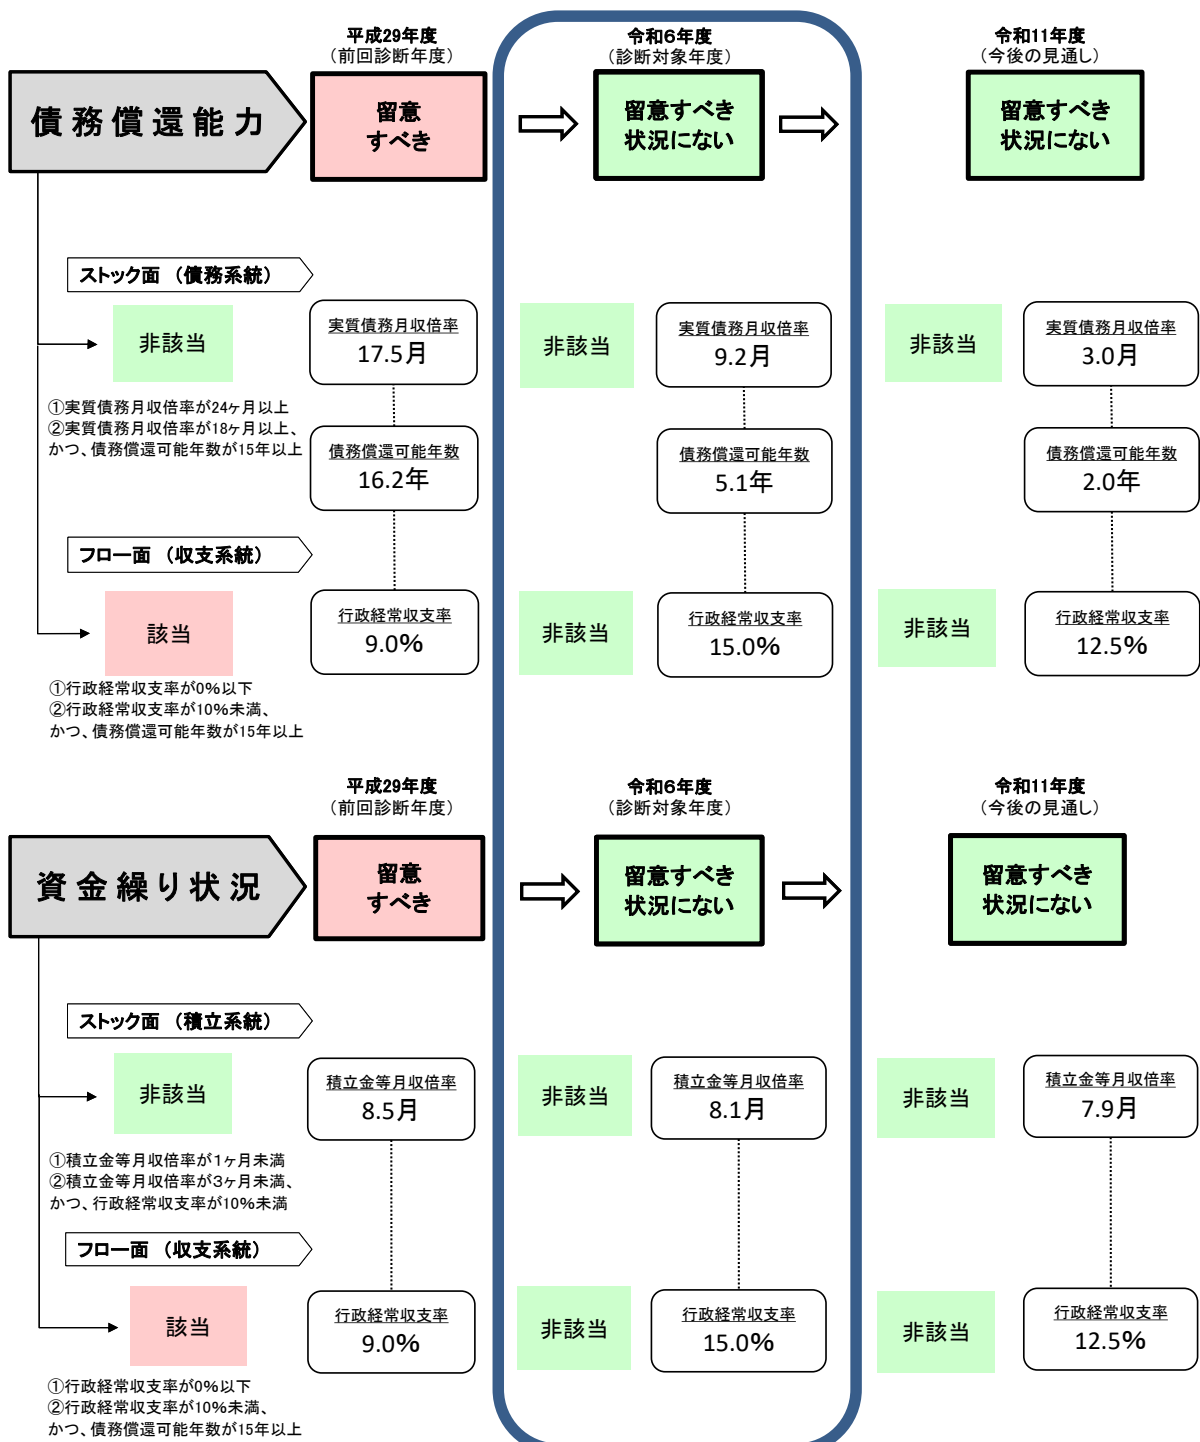 平成29年度
（前回診断年度）
令和6年度
（診断対象年度）
令和11年度
（今後の見通し）
債務償還能力
留意
すべき
留意すべき
状況にない
留意すべき
状況にない
ストック面 （債務系統）
非該当
実質債務月収倍率
17.5月
非該当
実質債務月収倍率
9.2月
非該当
実質債務月収倍率
3.0月
①実質債務月収倍率が24ヶ月以上
②実質債務月収倍率が18ヶ月以上、
かつ、債務償還可能年数が15年以上
債務償還可能年数
16.2年
債務償還可能年数
5.1年
債務償還可能年数
2.0年
フロー面 （収支系統）
該当
行政経常収支率
9.0%
非該当
行政経常収支率
15.0%
非該当
行政経常収支率
12.5%
①行政経常収支率が0%以下
②行政経常収支率が10%未満、
かつ、債務償還可能年数が15年以上
平成29年度
（前回診断年度）
令和6年度
（診断対象年度）
令和11年度
（今後の見通し）
資金繰り状況
留意
すべき
留意すべき
状況にない
留意すべき
状況にない
ストック面 （積立系統）
非該当
積立金等月収倍率
8.5月
非該当
積立金等月収倍率
8.1月
非該当
積立金等月収倍率
7.9月
①積立金等月収倍率が１ヶ月未満
②積立金等月収倍率が３ヶ月未満、
かつ、行政経常収支率が10%未満
フロー面 （収支系統）
該当
行政経常収支率
9.0%
非該当
行政経常収支率
15.0%
非該当
行政経常収支率
12.5%
①行政経常収支率が0%以下
②行政経常収支率が10%未満、
かつ、債務償還可能年数が15年以上